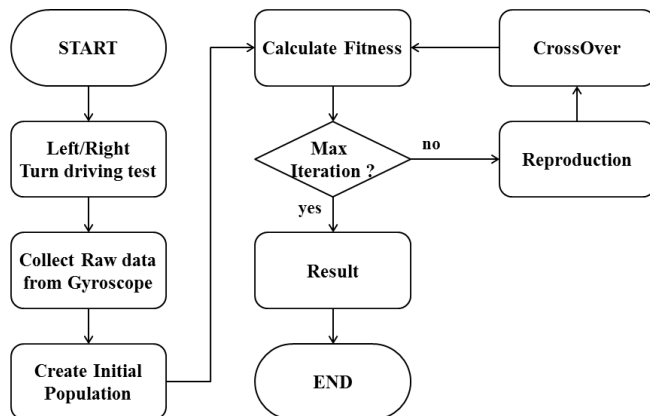 START
Left/Right
Turn driving test
Collect Raw data
from Gyroscope
Create Initial
Population
Calculate Fitness
Max
Iteration ?
no
yes
Reproduction
CrossOver
Result
END